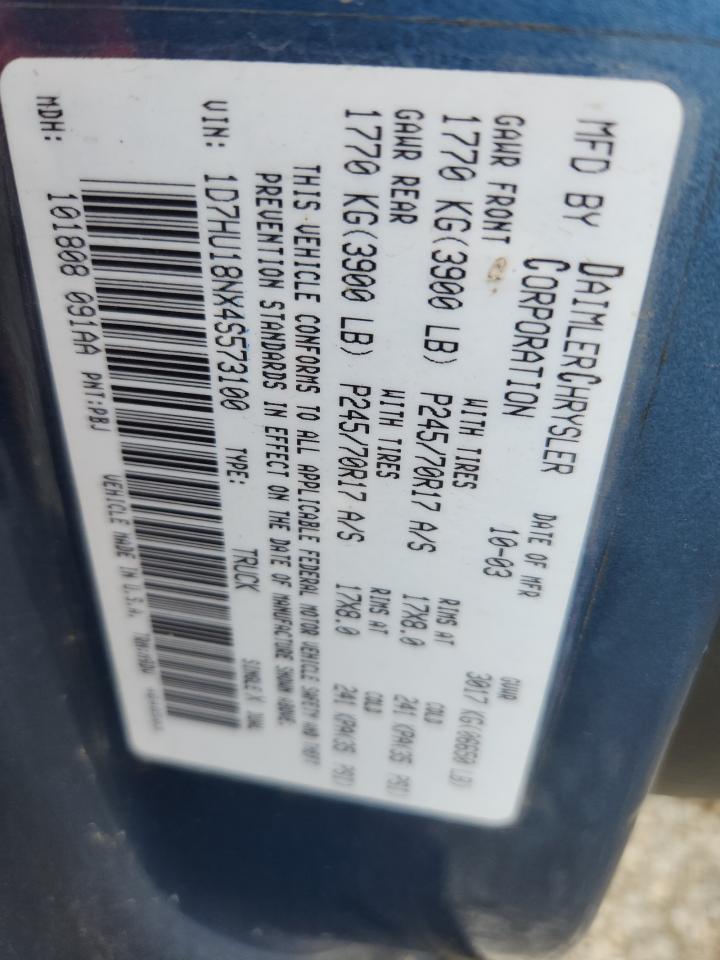 MFD BY DAIMLERCHRYSLER CORPORATION
DATE OF MFR 10-03
GVWR 3017 KG(06650 LB)
GAWR FRONT WITH TIRES RIMS AT COLD
1770 KG(3900 LB) P245/70R17 A/S 17X8.0 241 KPA(35 PSI)
GAWR REAR WITH TIRES RIMS AT COLD
1770 KG(3900 LB) P245/70R17 A/S 17X8.0 241 KPA(35 PSI)
THIS VEHICLE CONFORMS TO ALL APPLICABLE FEDERAL MOTOR VEHICLE SAFETY AND THEFT
PREVENTION STANDARDS IN EFFECT ON THE DATE OF MANUFACTURE SHOWN ABOVE.
VIN: 1D7HU18NX4S573100 TYPE: TRUCK SINGLE X DUAL
MDH: 101808 091AA PNT:PBJ VEHICLE MADE IN U.S.A.